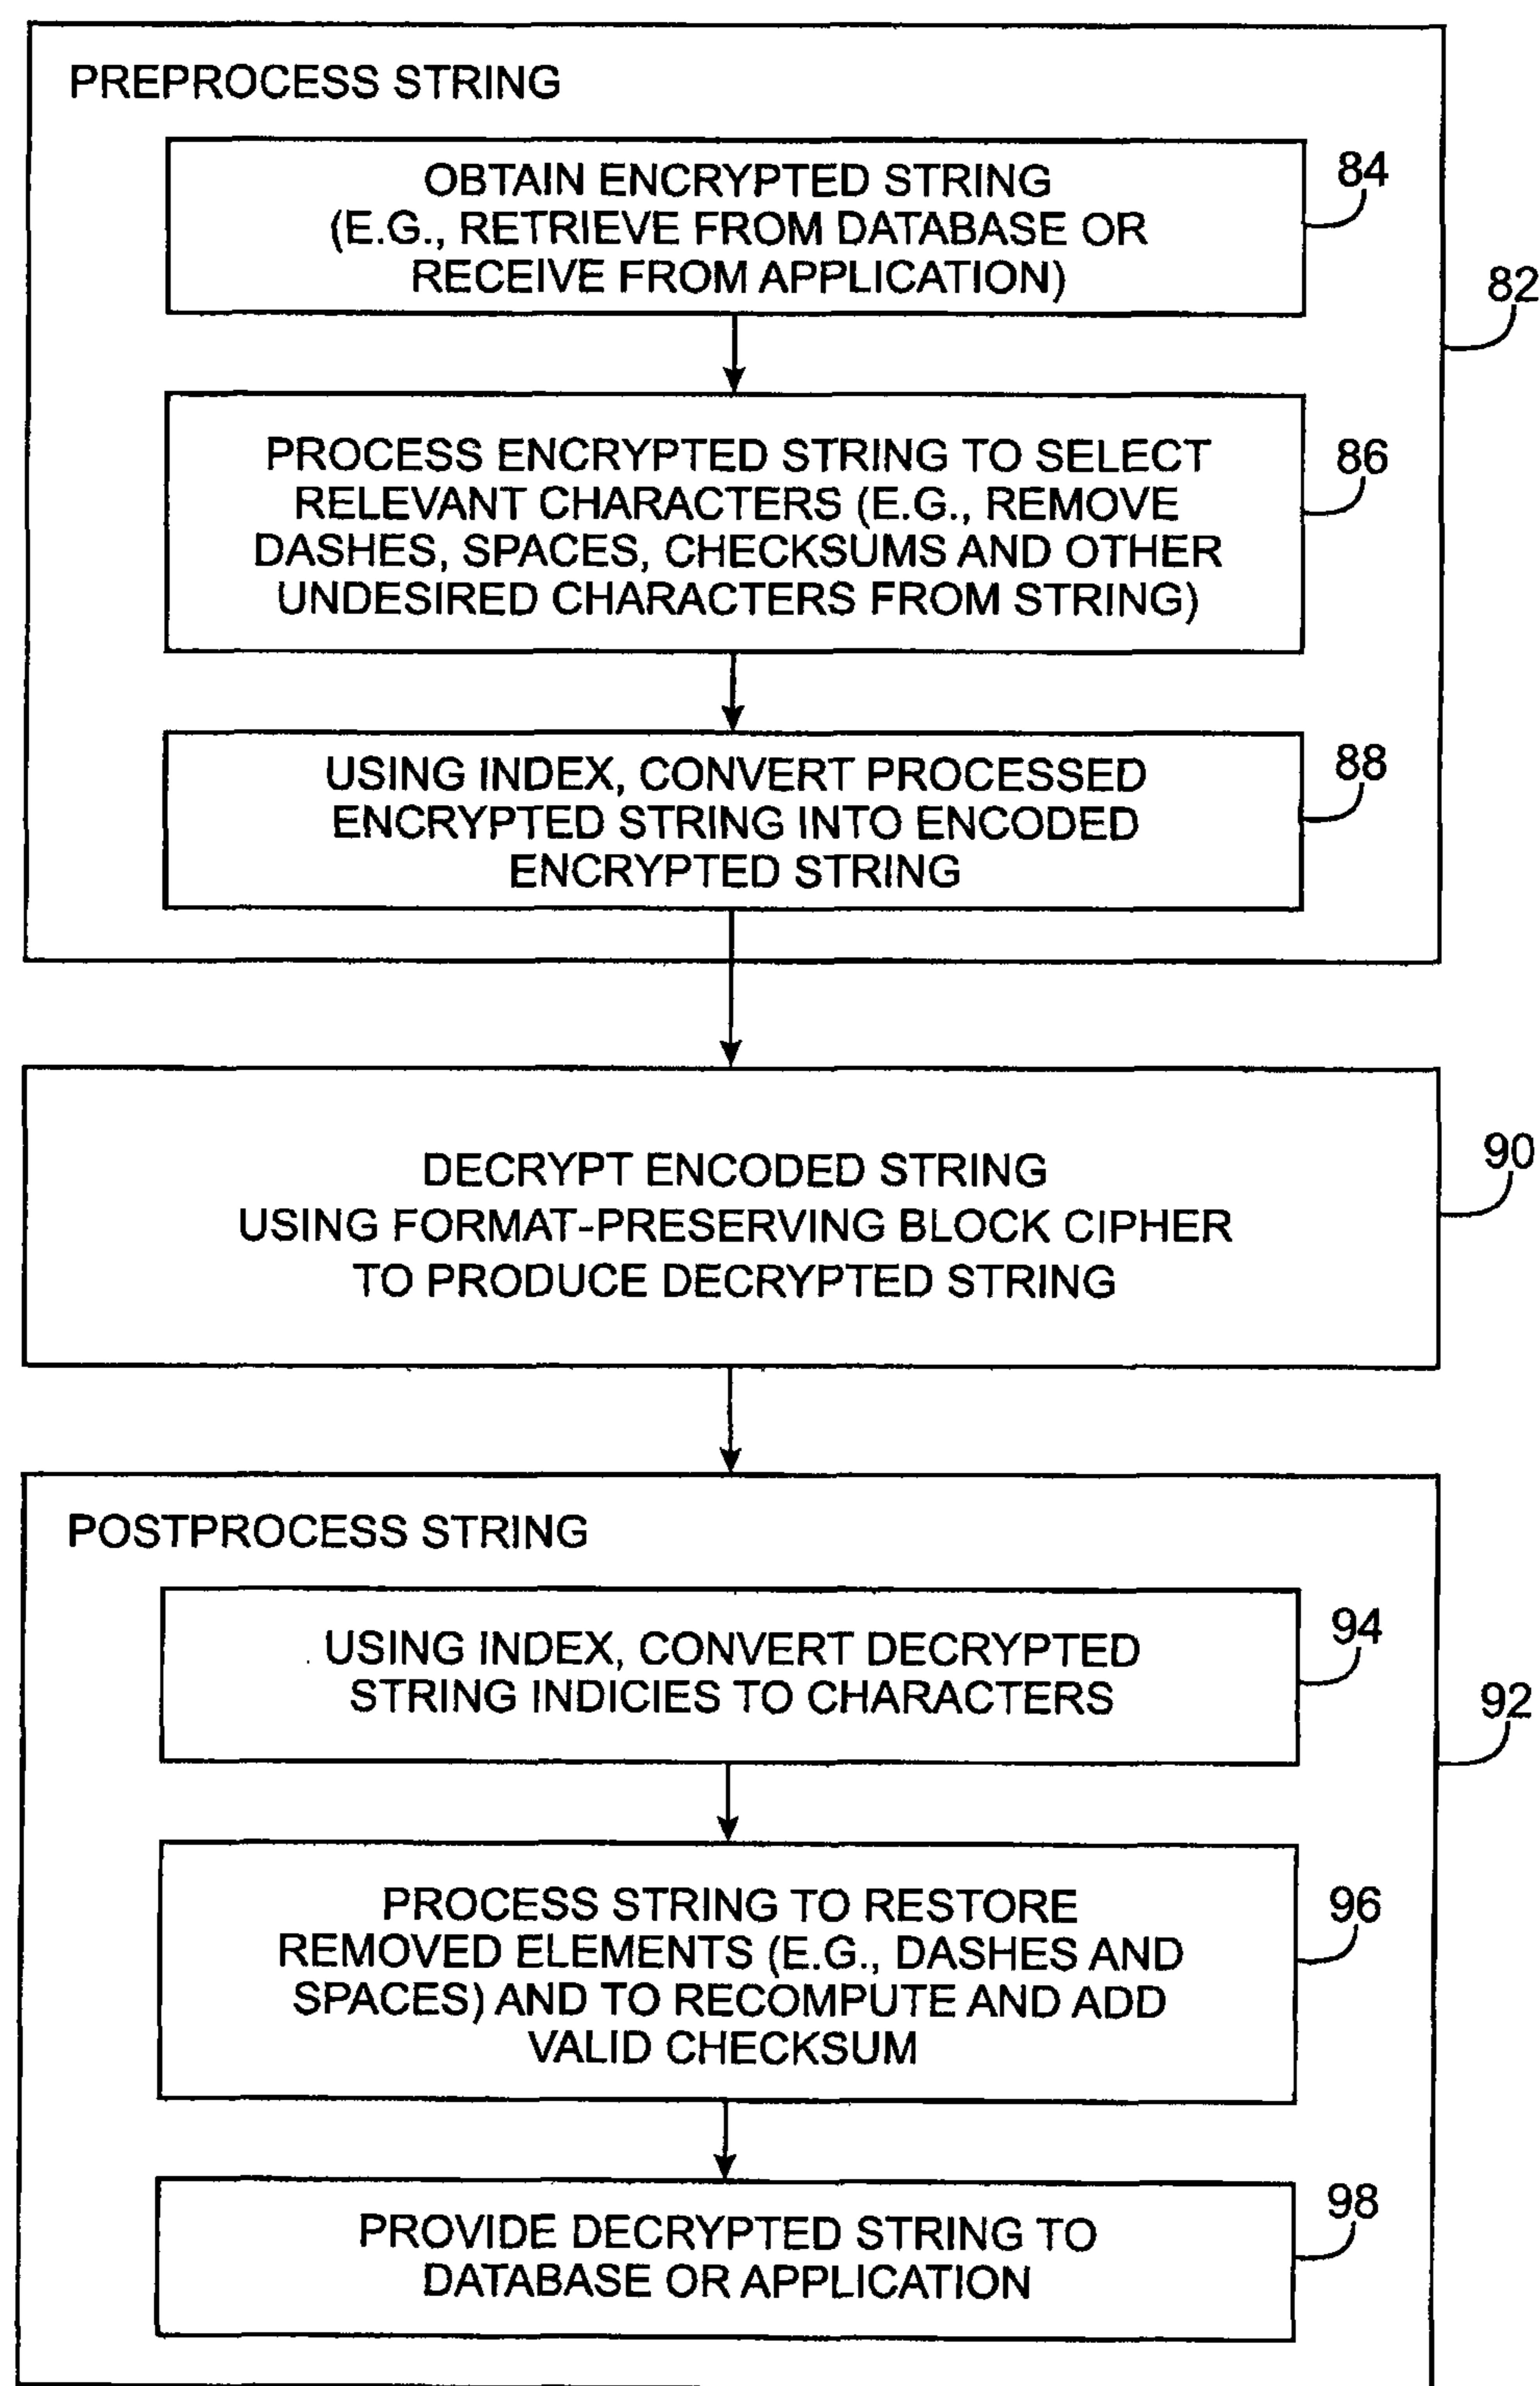 PREPROCESS STRING
OBTAIN ENCRYPTED STRING
(E.G., RETRIEVE FROM DATABASE OR
RECEIVE FROM APPLICATION)
84
82
PROCESS ENCRYPTED STRING TO SELECT
RELEVANT CHARACTERS (E.G., REMOVE
DASHES, SPACES, CHECKSUMS AND OTHER
UNDESIRED CHARACTERS FROM STRING)
86
USING INDEX, CONVERT PROCESSED
ENCRYPTED STRING INTO ENCODED
ENCRYPTED STRING
88
DECRYPT ENCODED STRING
USING FORMAT-PRESERVING BLOCK CIPHER
TO PRODUCE DECRYPTED STRING
90
POSTPROCESS STRING
USING INDEX, CONVERT DECRYPTED
STRING INDICIES TO CHARACTERS
94
92
PROCESS STRING TO RESTORE
REMOVED ELEMENTS (E.G., DASHES AND
SPACES) AND TO RECOMPUTE AND ADD
VALID CHECKSUM
96
PROVIDE DECRYPTED STRING TO
DATABASE OR APPLICATION
98